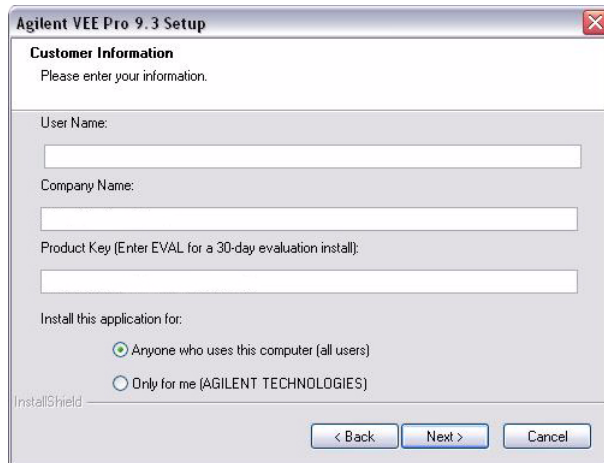 Agilent VEE Pro 9.3 Setup
Customer Information
Please enter your information.
User Name:
Company Name:
Product Key (Enter EVAL for a 30-day evaluation install):
Install this application for:
Anyone who uses this computer (all users)
Only for me (AGILENT TECHNOLOGIES)
InstallShield
< Back Next > Cancel